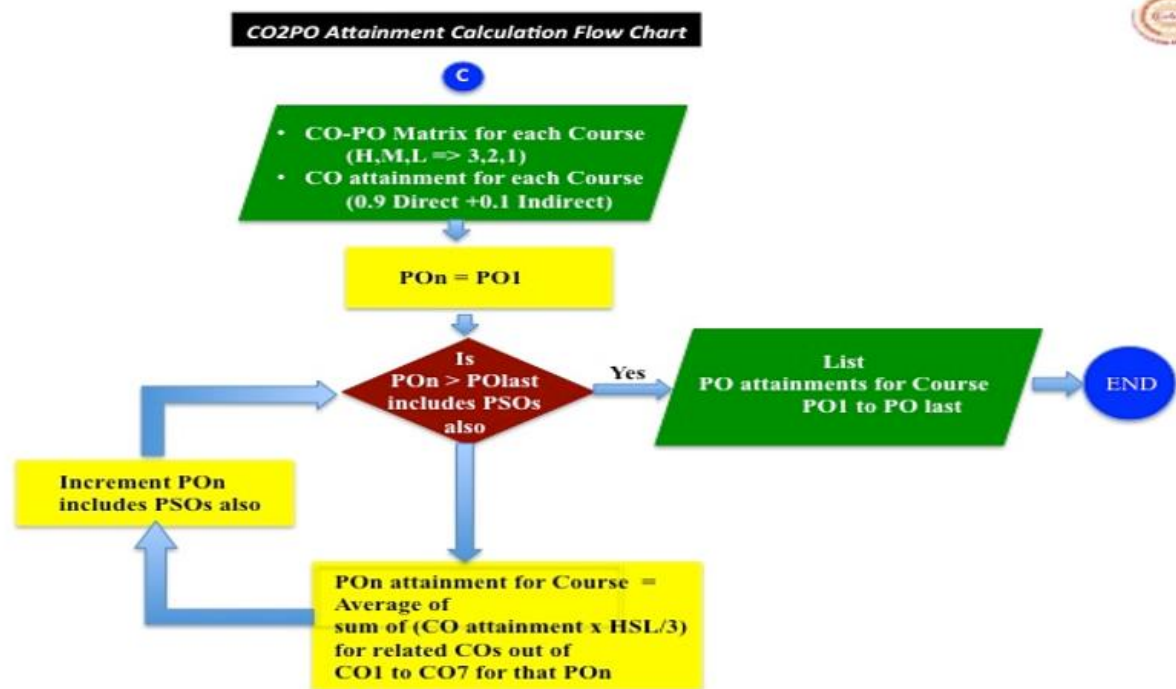 CO2PO Attainment Calculation Flow Chart
C
• CO-PO Matrix for each Course
(H,M,L => 3,2,1)
• CO attainment for each Course
(0.9 Direct +0.1 Indirect)
POn = PO1
Is
POn > POlast
includes PSOs
also
Yes
List
PO attainments for Course
PO1 to PO last
END
Increment POn
includes PSOs also
POn attainment for Course =
Average of
sum of (CO attainment x HSL/3)
for related COs out of
CO1 to CO7 for that POn